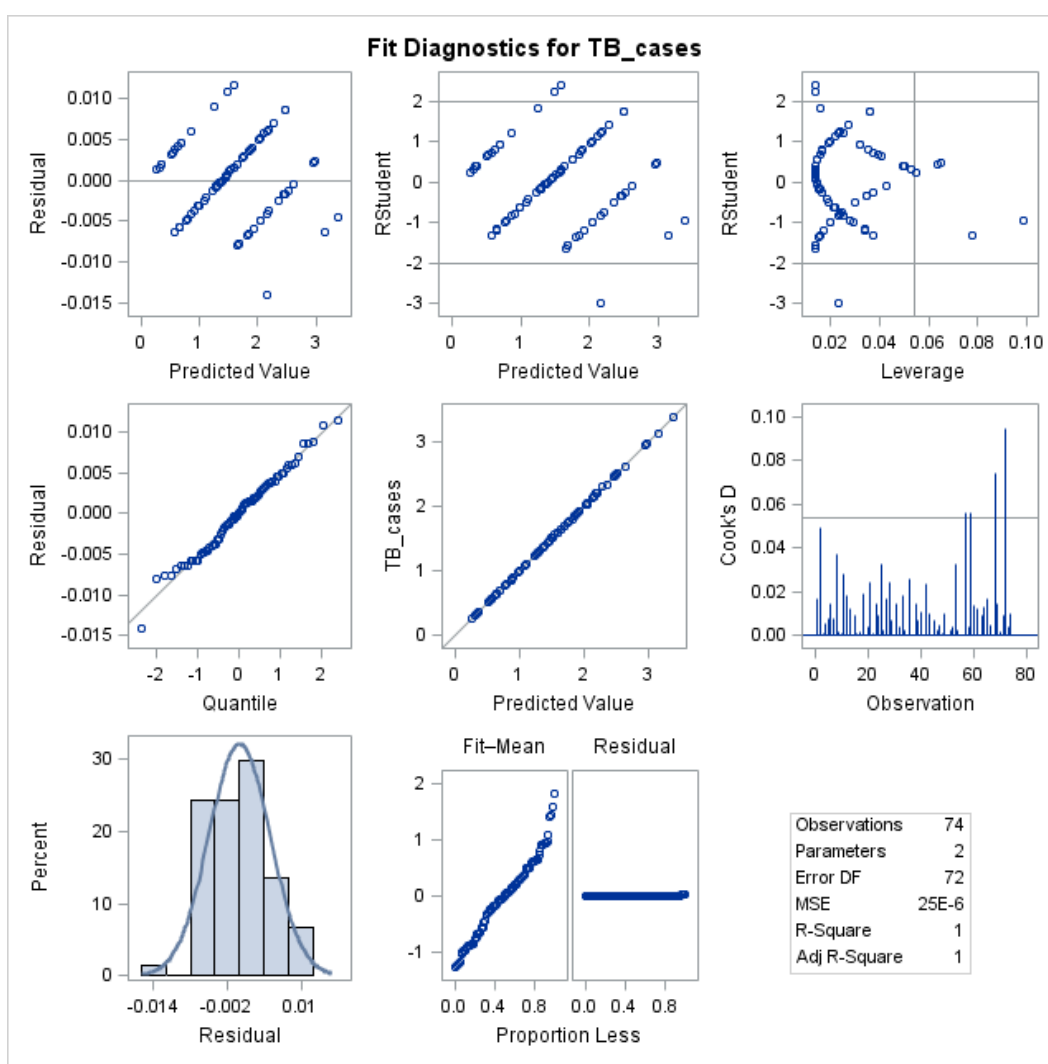 Fit Diagnostics for TB_cases
0.010
0.005
0.000
-0.005
-0.010
-0.015
Residual
0 1 2 3
Predicted Value
2
1
0
-1
-2
-3
RStudent
0 1 2 3
Predicted Value
2
1
0
-1
-2
-3
RStudent
0.02 0.04 0.06 0.08 0.10
Leverage
0.010
0.005
0.000
-0.005
-0.010
-0.015
Residual
-2 -1 0 1 2
Quantile
3
2
1
0
TB_cases
0 1 2 3
Predicted Value
0.10
0.08
0.06
0.04
0.02
0.00
Cook's D
0 20 40 60 80
Observation
30
20
10
0
Percent
-0.014 -0.002 0.01
Residual
Fit–Mean Residual
2
1
0
-1
0.0 0.4 0.8 0.0 0.4 0.8
Proportion Less
Observations 74
Parameters 2
Error DF 72
MSE 25E-6
R-Square 1
Adj R-Square 1